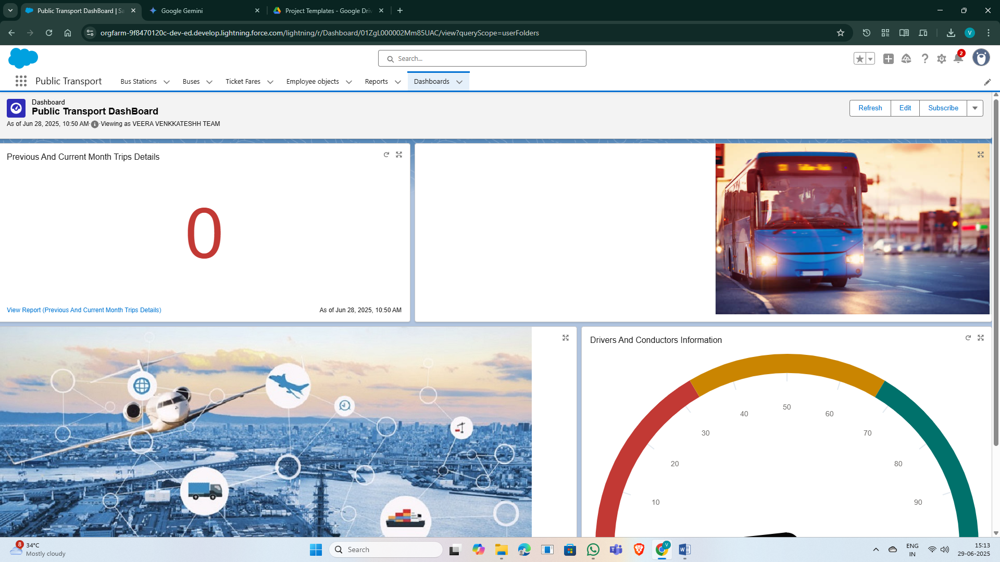 Public Transport DashBoard | Sa
Google Gemini
Project Templates - Google Driv
orgfarm-9f8470120c-dev-ed.develop.lightning.force.com/lightning/r/Dashboard/01ZgL000002Mm85UAC/view?queryScope=userFolders
V
Search...
2
Public Transport
Bus Stations
Buses
Ticket Fares
Employee objects
Reports
Dashboards
Dashboard
Public Transport DashBoard
As of Jun 28, 2025, 10:50 AM·Viewing as VEERA VENKKATESHH TEAM
Refresh
Edit
Subscribe
Previous And Current Month Trips Details
0
View Report (Previous And Current Month Trips Details)
As of Jun 28, 2025, 10:50 AM
Drivers And Conductors Information
10
20
30
40
50
60
70
80
90
8
34°C
Mostly cloudy
Search
V
ENG
IN
15:13
29-06-2025